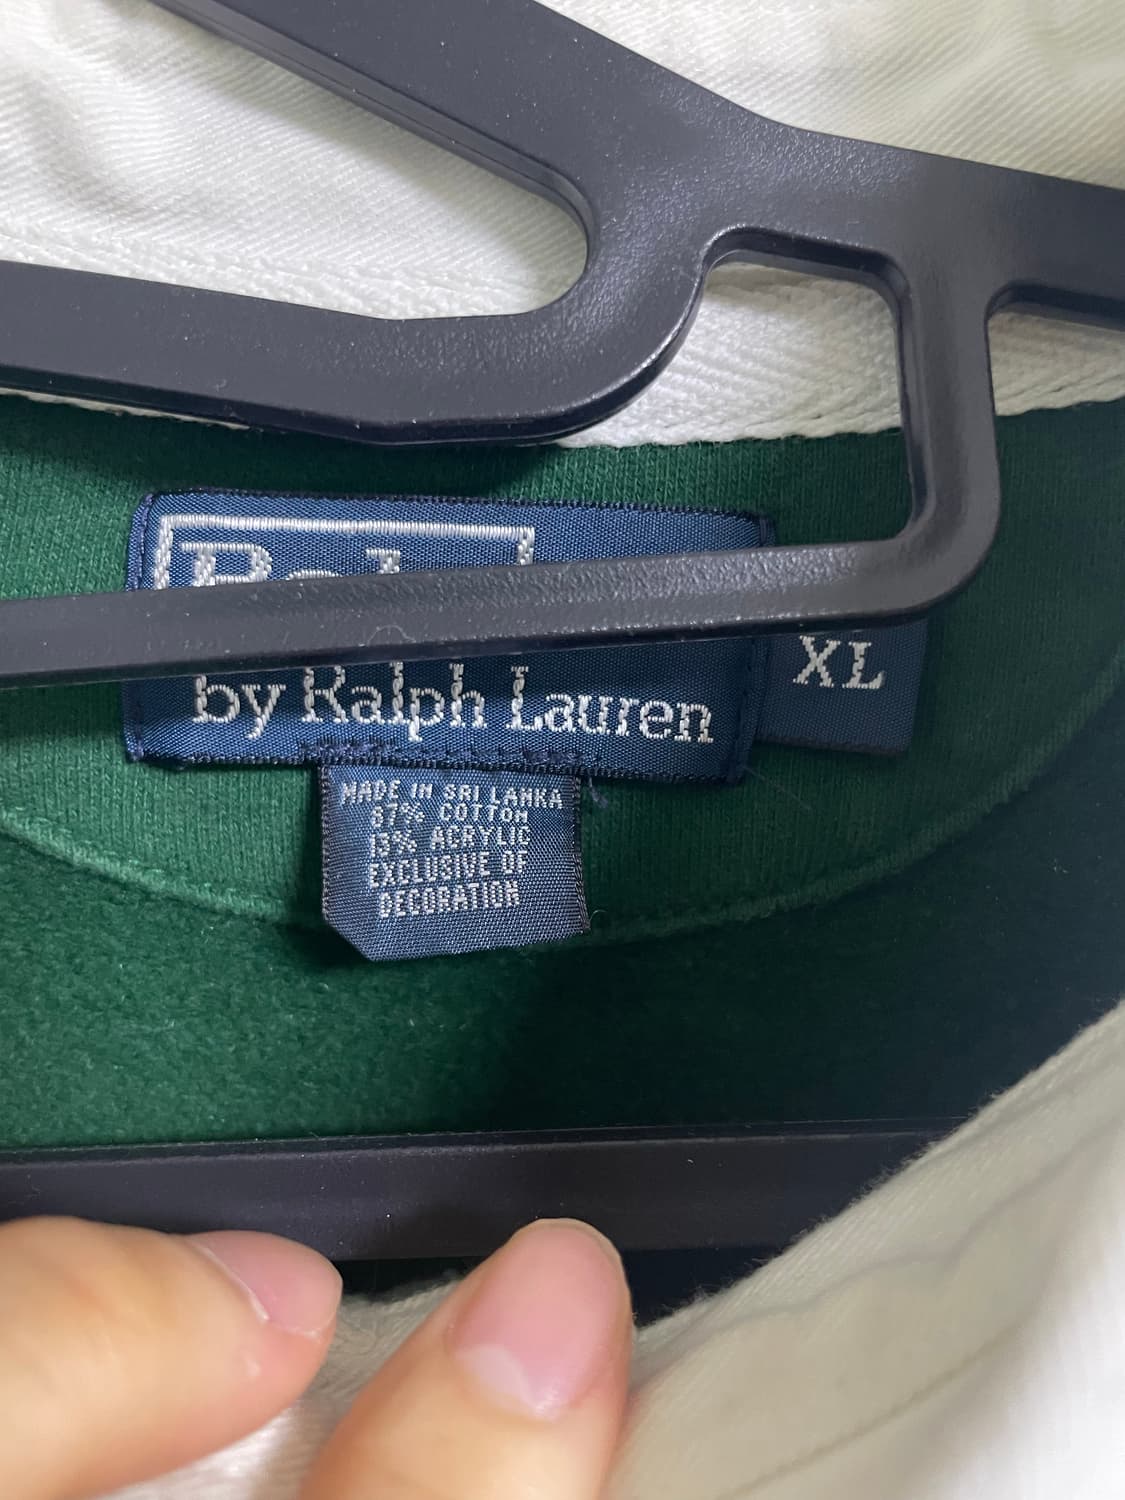 by Ralph Lauren
XL
MADE IN SRI LANKA
87% COTTON
13% ACRYLIC
EXCLUSIVE OF
DECORATION